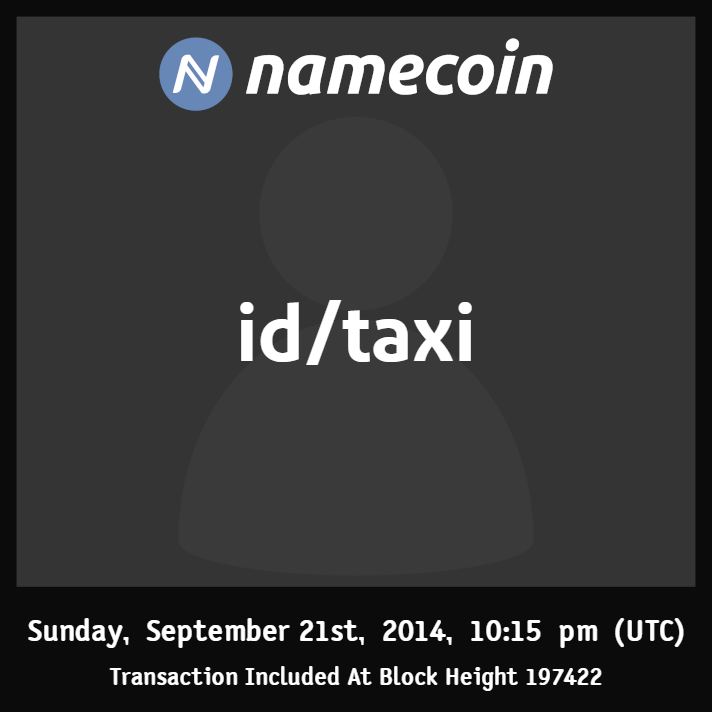 namecoin
id/taxi
Sunday, September 21st, 2014, 10:15 pm (UTC)
Transaction Included At Block Height 197422